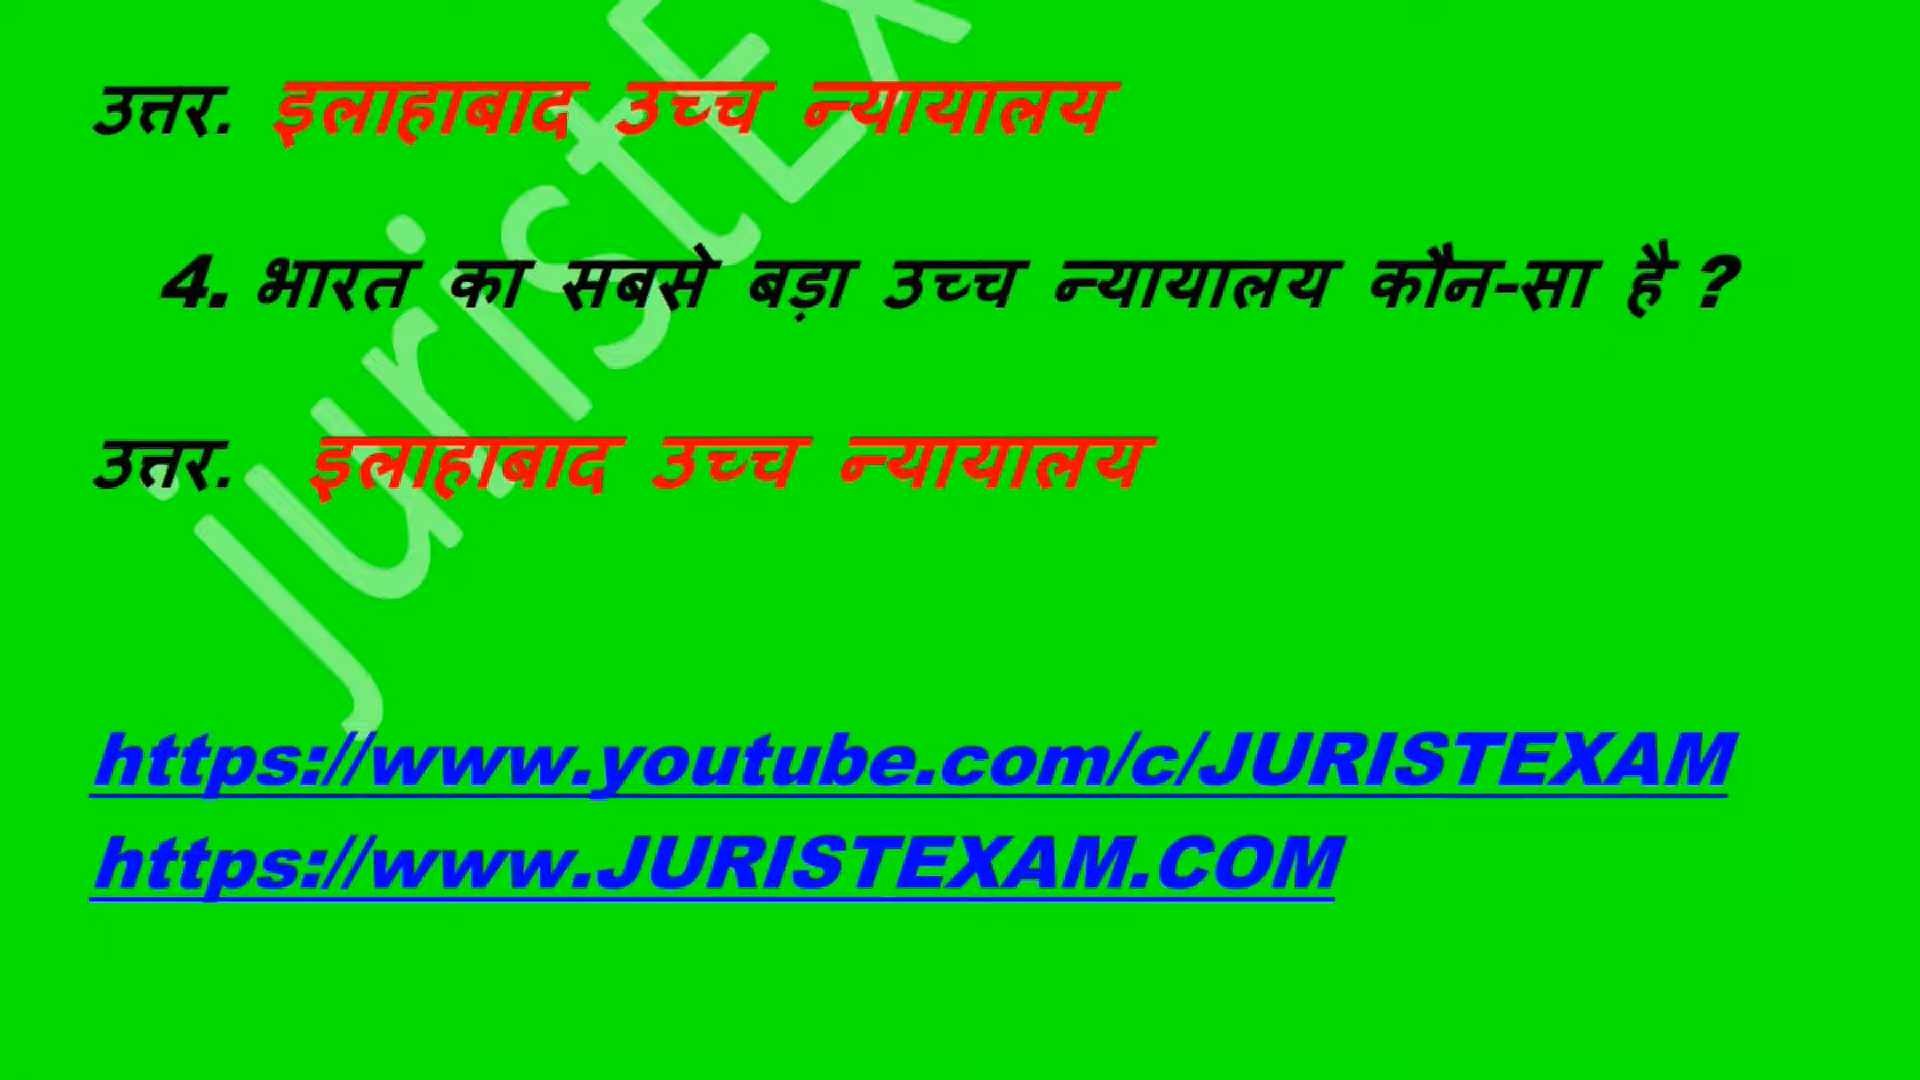 उत्तर. इलाहाबाद उच्च न्यायालय
4. भारत का सबसे बड़ा उच्च न्यायालय कौन-सा है ?
उत्तर. इलाहाबाद उच्च न्यायालय
https://www.youtube.com/c/JURISTEXAM
https://www.JURISTEXAM.COM
JuristEx